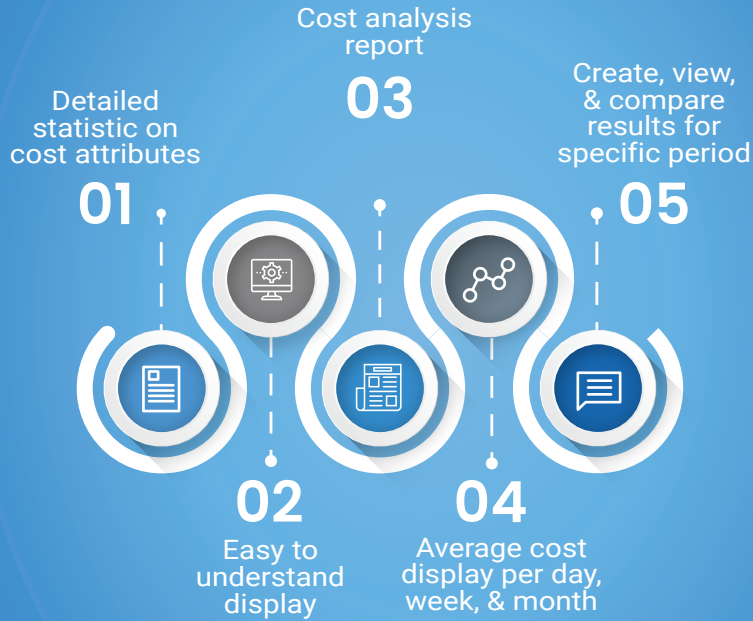 Detailed
statistic on
cost attributes
01
02
Easy to
understand
display
Cost analysis
report
03
04
Average cost
display per day,
week, & month
Create, view,
& compare
results for
specific period
05